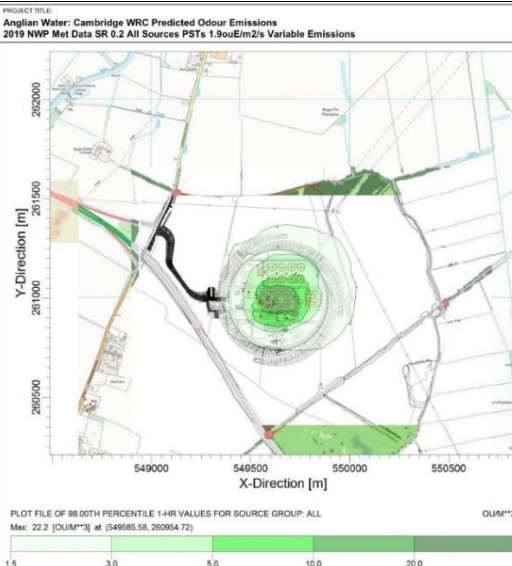 PROJECT TITLE:
Anglian Water: Cambridge WRC Predicted Odour Emissions
2019 NWP Met Data SR 0.2 All Sources PSTs 1.9ouE/m2/s Variable Emissions
Y-Direction [m]
262000
261500
261000
260500
549000
549500
550000
550500
X-Direction [m]
PLOT FILE OF 98.00TH PERCENTILE 1-HR VALUES FOR SOURCE GROUP: ALL
OU/M**3
Max: 22.2 [OU/M**3] at (549585.58, 260954.72)
1.5
3.0
5.0
10.0
20.0